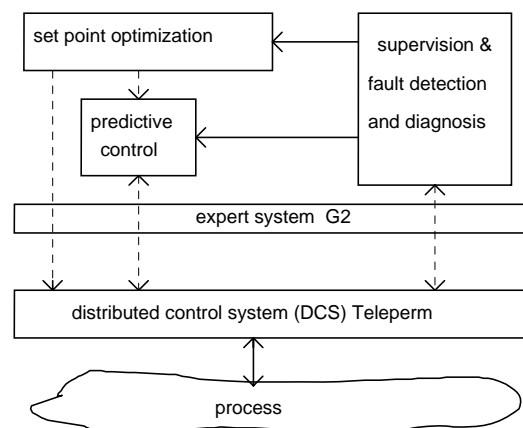 set point optimization
supervision &
fault detection
and diagnosis
predictive
control
expert system G2
distributed control system (DCS) Teleperm
process